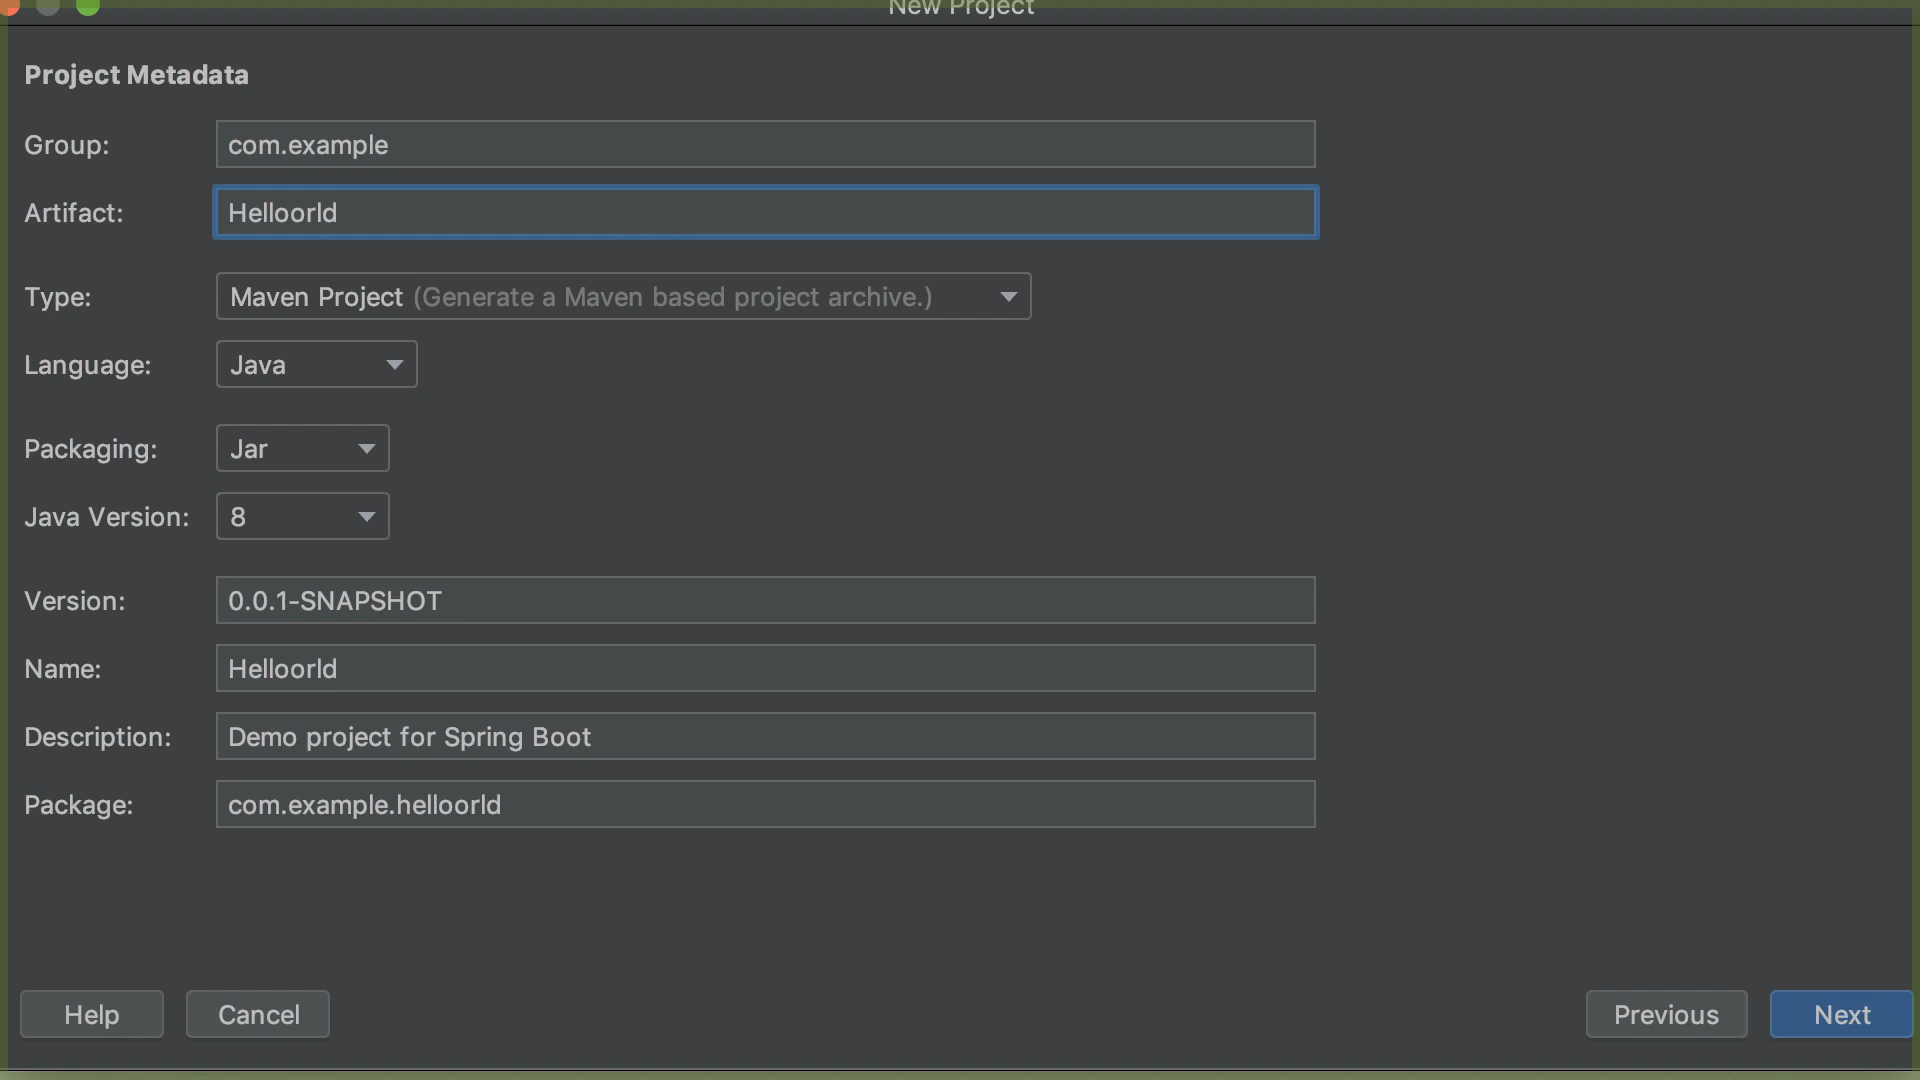 New Project
Project Metadata
Group: com.example
Artifact: Helloorld
Type: Maven Project (Generate a Maven based project archive.)
Language: Java
Packaging: Jar
Java Version: 8
Version: 0.0.1-SNAPSHOT
Name: Helloorld
Description: Demo project for Spring Boot
Package: com.example.helloorld
Help Cancel Previous Next